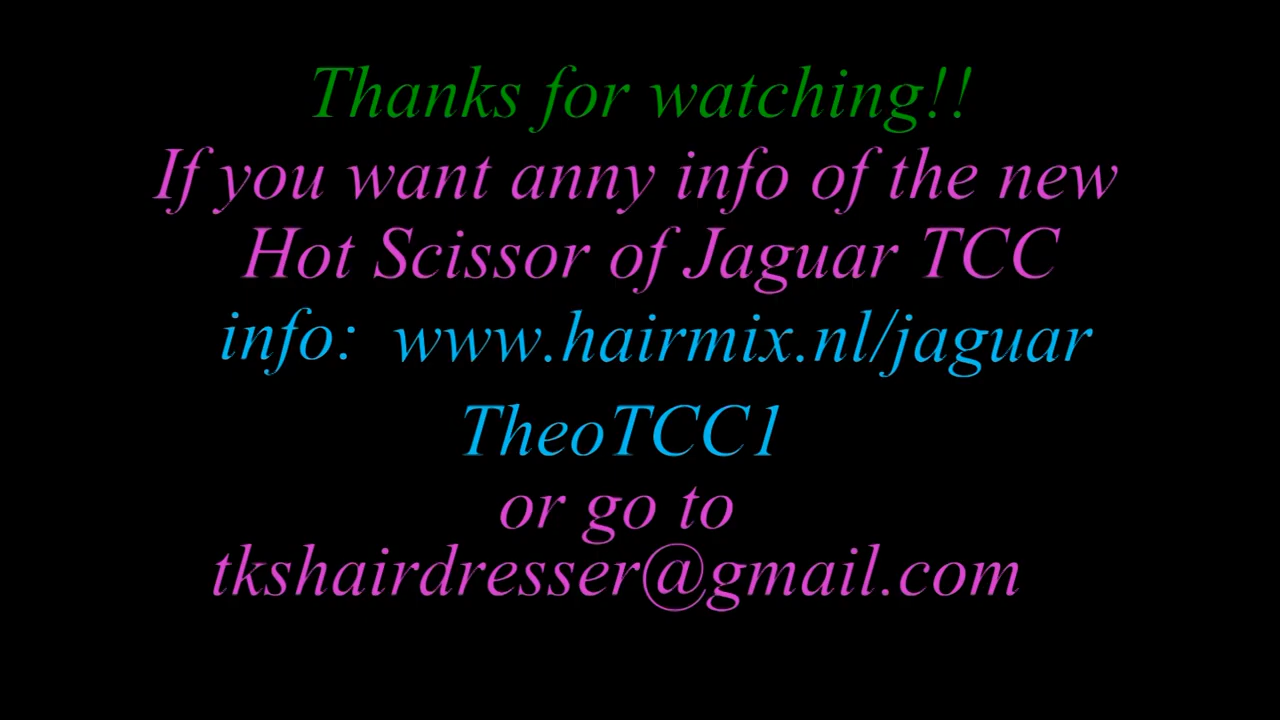 Thanks for watching!!
If you want anny info of the new
Hot Scissor of Jaguar TCC
info: www.hairmix.nl/jaguar
TheoTCC1
or go to
tkshairdresser@gmail.com